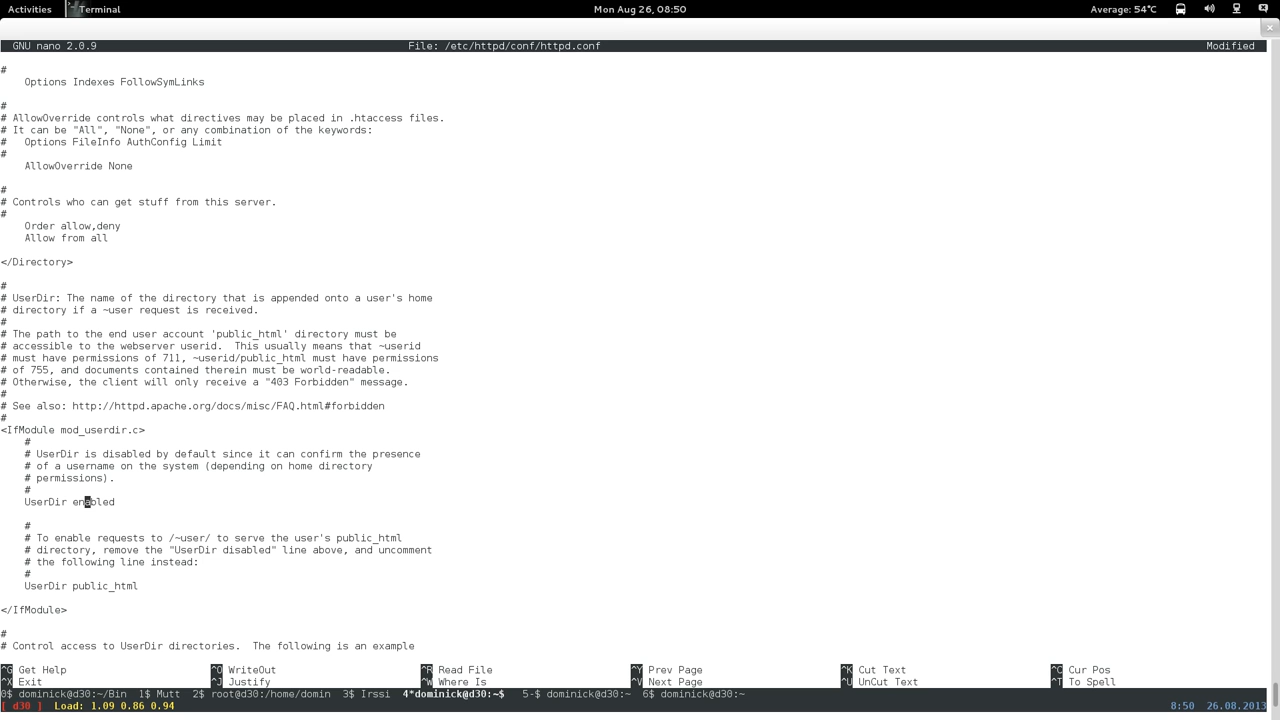 Activities Terminal Mon Aug 26, 08:50 Average: 54°C
GNU nano 2.0.9 File: /etc/httpd/conf/httpd.conf Modified
#
Options Indexes FollowSymLinks
#
# AllowOverride controls what directives may be placed in .htaccess files.
# It can be "All", "None", or any combination of the keywords:
#   Options FileInfo AuthConfig Limit
#
AllowOverride None
#
# Controls who can get stuff from this server.
#
Order allow,deny
Allow from all
</Directory>
#
# UserDir: The name of the directory that is appended onto a user's home
# directory if a ~user request is received.
#
# The path to the end user account 'public_html' directory must be
# accessible to the webserver userid.  This usually means that ~userid
# must have permissions of 711, ~userid/public_html must have permissions
# of 755, and documents contained therein must be world-readable.
# Otherwise, the client will only receive a "403 Forbidden" message.
#
# See also: http://httpd.apache.org/docs/misc/FAQ.html#forbidden
#
<IfModule mod_userdir.c>
#
# UserDir is disabled by default since it can confirm the presence
# of a username on the system (depending on home directory
# permissions).
#
UserDir enabled
#
# To enable requests to /~user/ to serve the user's public_html
# directory, remove the "UserDir disabled" line above, and uncomment
# the following line instead:
#
UserDir public_html
</IfModule>
#
# Control access to UserDir directories.  The following is an example
^G Get Help ^O WriteOut ^R Read File ^Y Prev Page ^K Cut Text ^C Cur Pos
^X Exit ^J Justify ^W Where Is ^V Next Page ^U UnCut Text ^T To Spell
0$ dominick@d30:~/Bin 1$ Mutt 2$ root@d30:/home/domin 3$ Irssi 4*dominick@d30:~$ 5-$ dominick@d30:~ 6$ dominick@d30:~
[ d30 ] Load: 1.09 0.86 0.94 8:50 26.08.2013